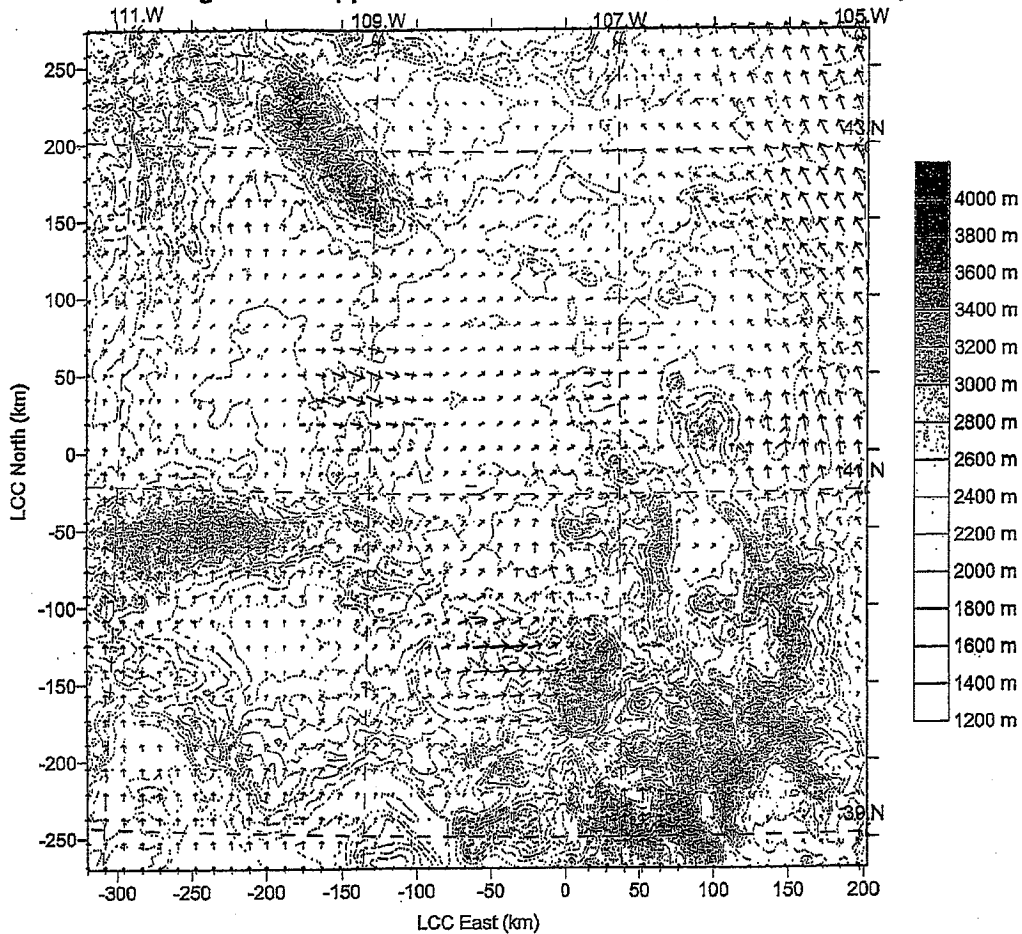 111.W 109.W 107.W 105.W
250
200
150
100
50
0
-50
-100
-150
-200
-250
43.N
41.N
39.N
LCC North (km)
-300 -250 -200 -150 -100 -50 0 50 100 150 200
LCC East (km)
4000 m
3800 m
3600 m
3400 m
3200 m
3000 m
2800 m
2600 m
2400 m
2200 m
2000 m
1800 m
1600 m
1400 m
1200 m